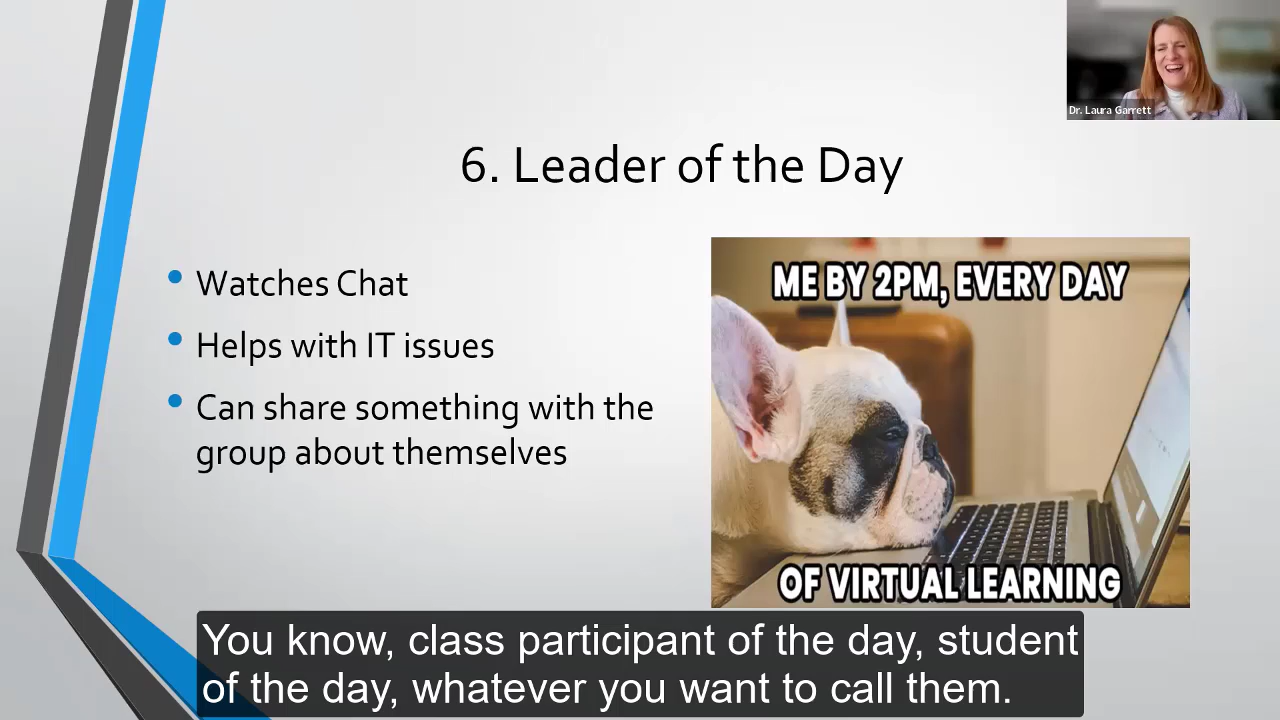 Dr. Laura Garrett
6. Leader of the Day
Watches Chat
Helps with IT issues
Can share something with the
group about themselves
ME BY 2PM, EVERY DAY
OF VIRTUAL LEARNING
You know, class participant of the day, student
of the day, whatever you want to call them.